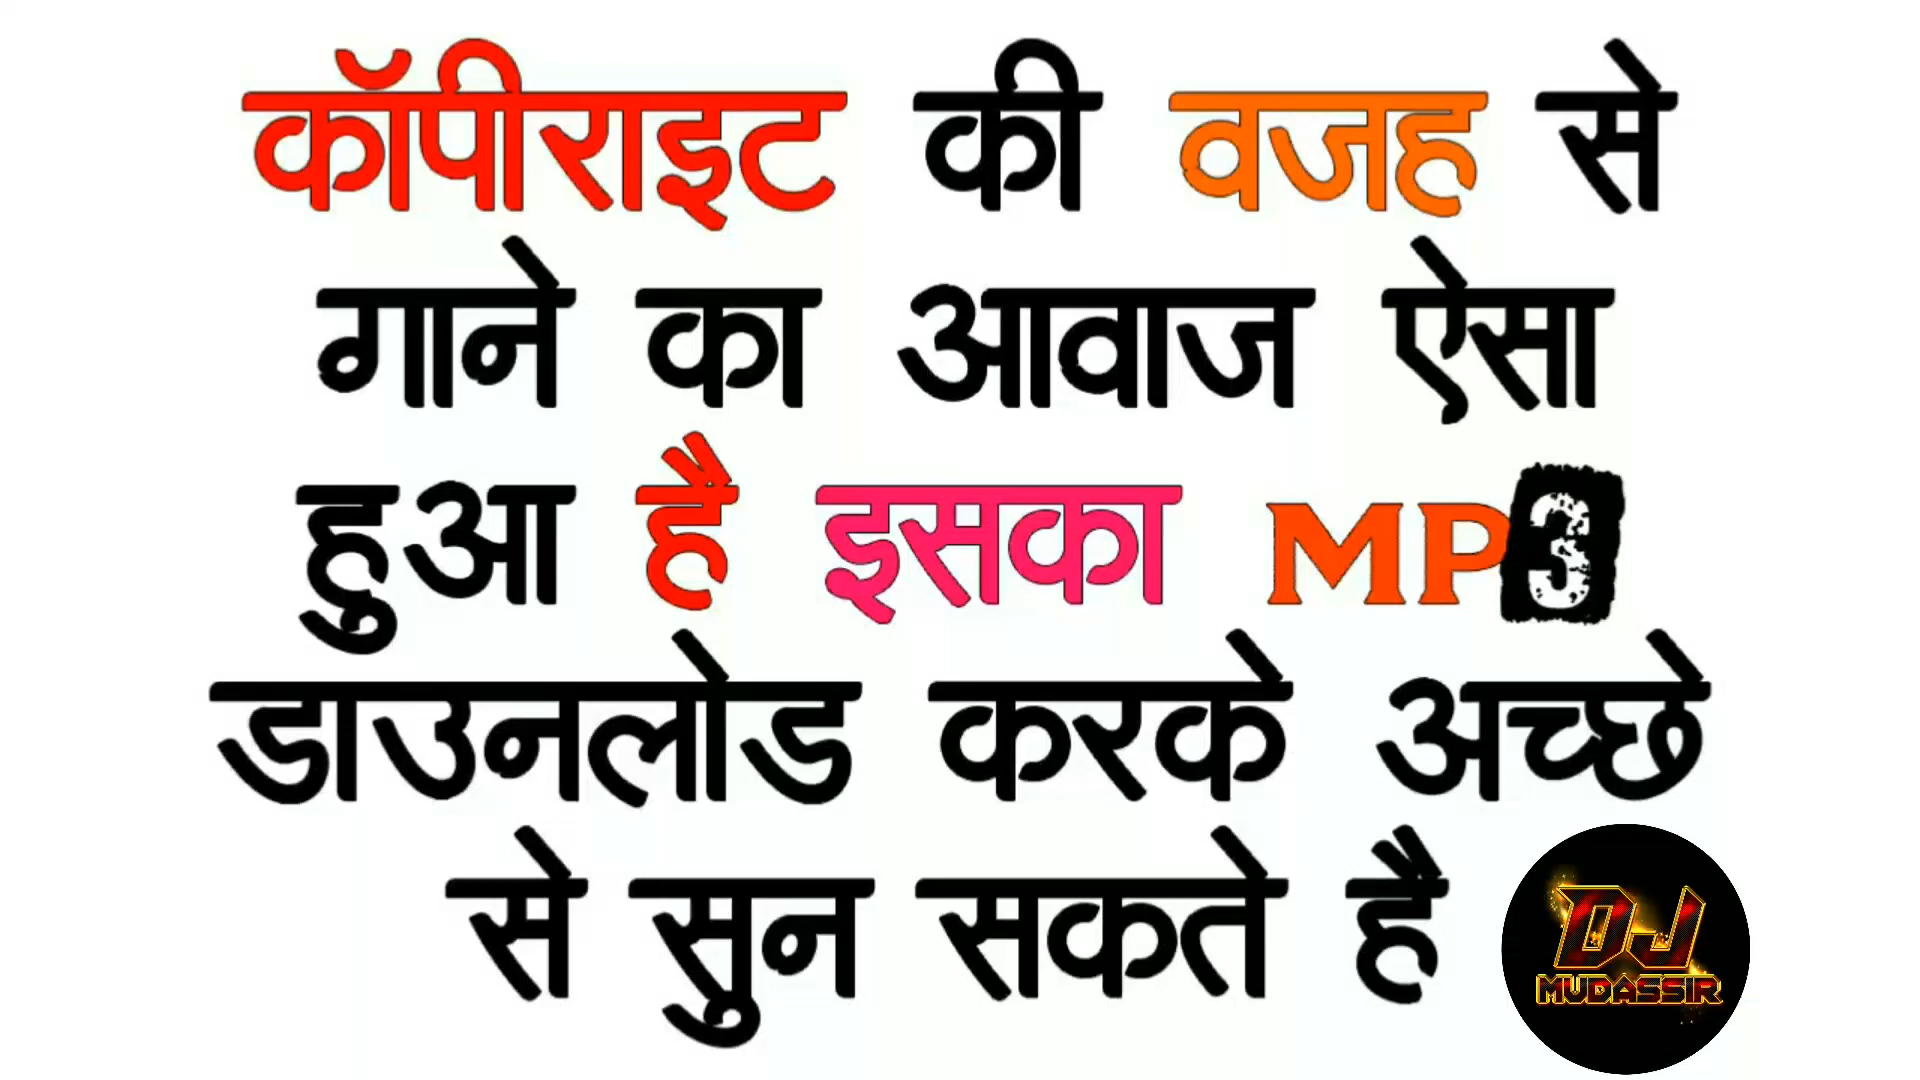 कॉपीराइट की वजह से
गाने का आवाज ऐसा
हुआ है इसका MP3
डाउनलोड करके अच्छे
से सुन सकते है
DJ
MUDASSIR